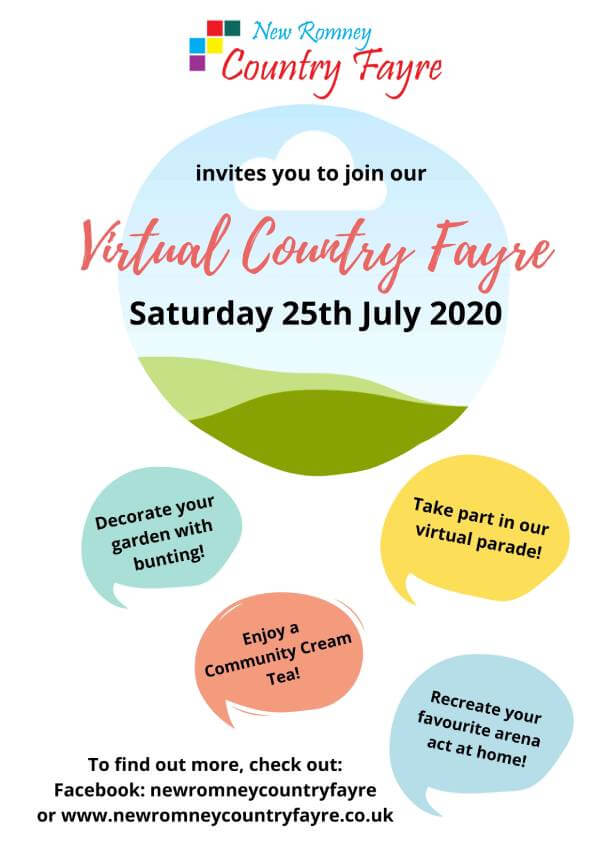 New Romney
Country Fayre
invites you to join our
Virtual Country Fayre
Saturday 25th July 2020
Decorate your
garden with
bunting!
Take part in our
virtual parade!
Enjoy a
Community Cream
Tea!
Recreate your
favourite arena
act at home!
To find out more, check out:
Facebook: newromneycountryfayre
or www.newromneycountryfayre.co.uk